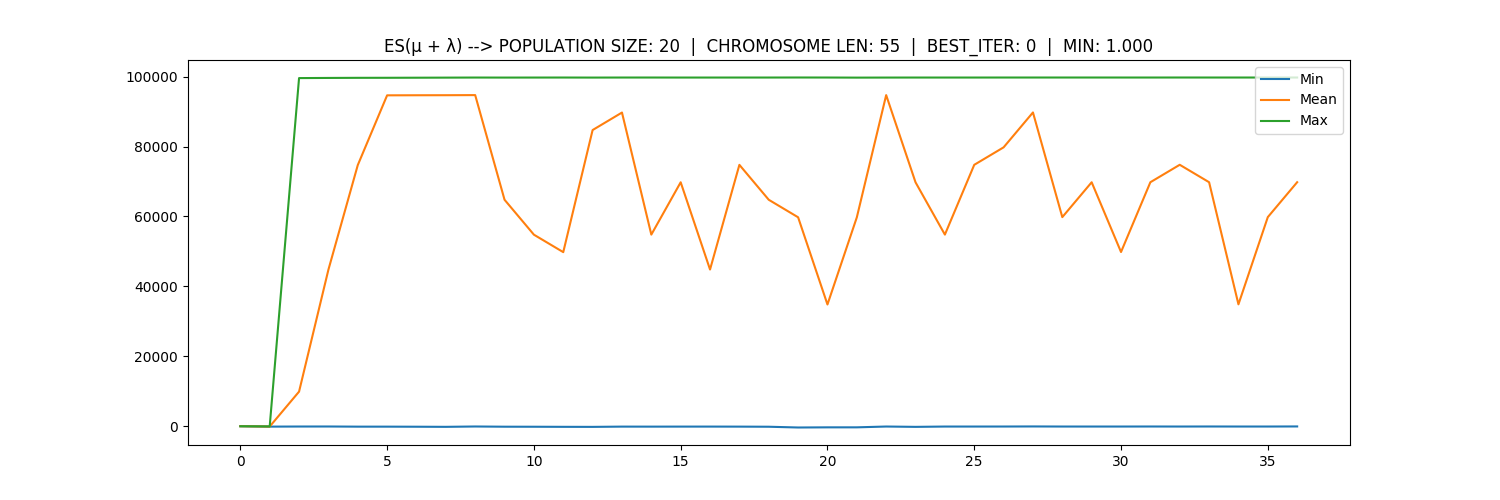 ES(μ + λ) --> POPULATION SIZE: 20 | CHROMOSOME LEN: 55 | BEST_ITER: 0 | MIN: 1.000
100000
80000
60000
40000
20000
0
Min
Mean
Max
0 5 10 15 20 25 30 35